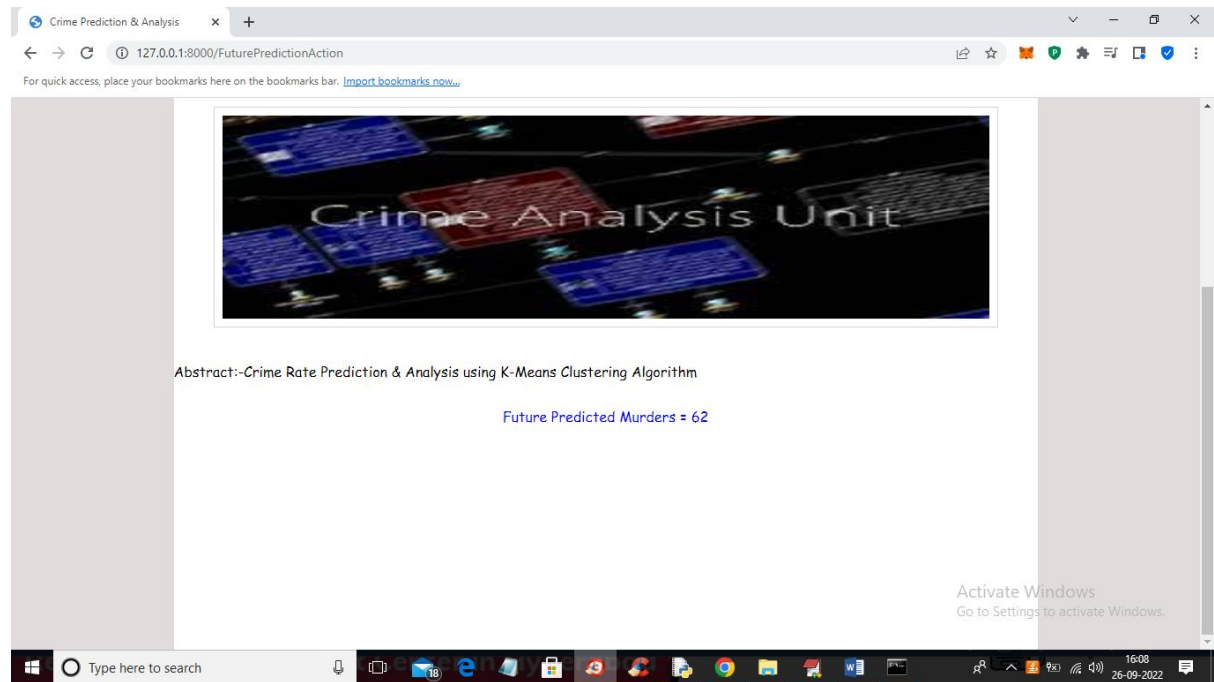 Crime Prediction & Analysis
127.0.0.1:8000/FuturePredictionAction
For quick access, place your bookmarks here on the bookmarks bar. Import bookmarks now...
Crime Analysis Unit
Abstract:-Crime Rate Prediction & Analysis using K-Means Clustering Algorithm
Future Predicted Murders = 62
Activate Windows
Go to Settings to activate Windows.
Type here to search
18
16:08
26-09-2022